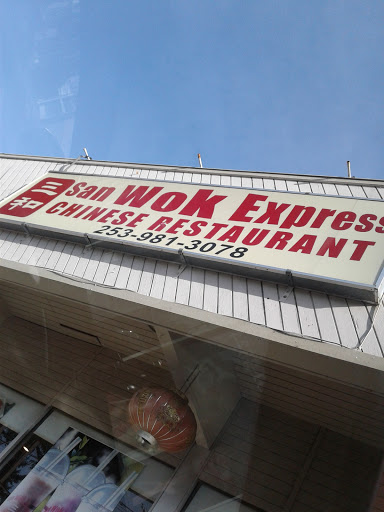 三和
San Wok Express
CHINESE RESTAURANT
253-981-3078